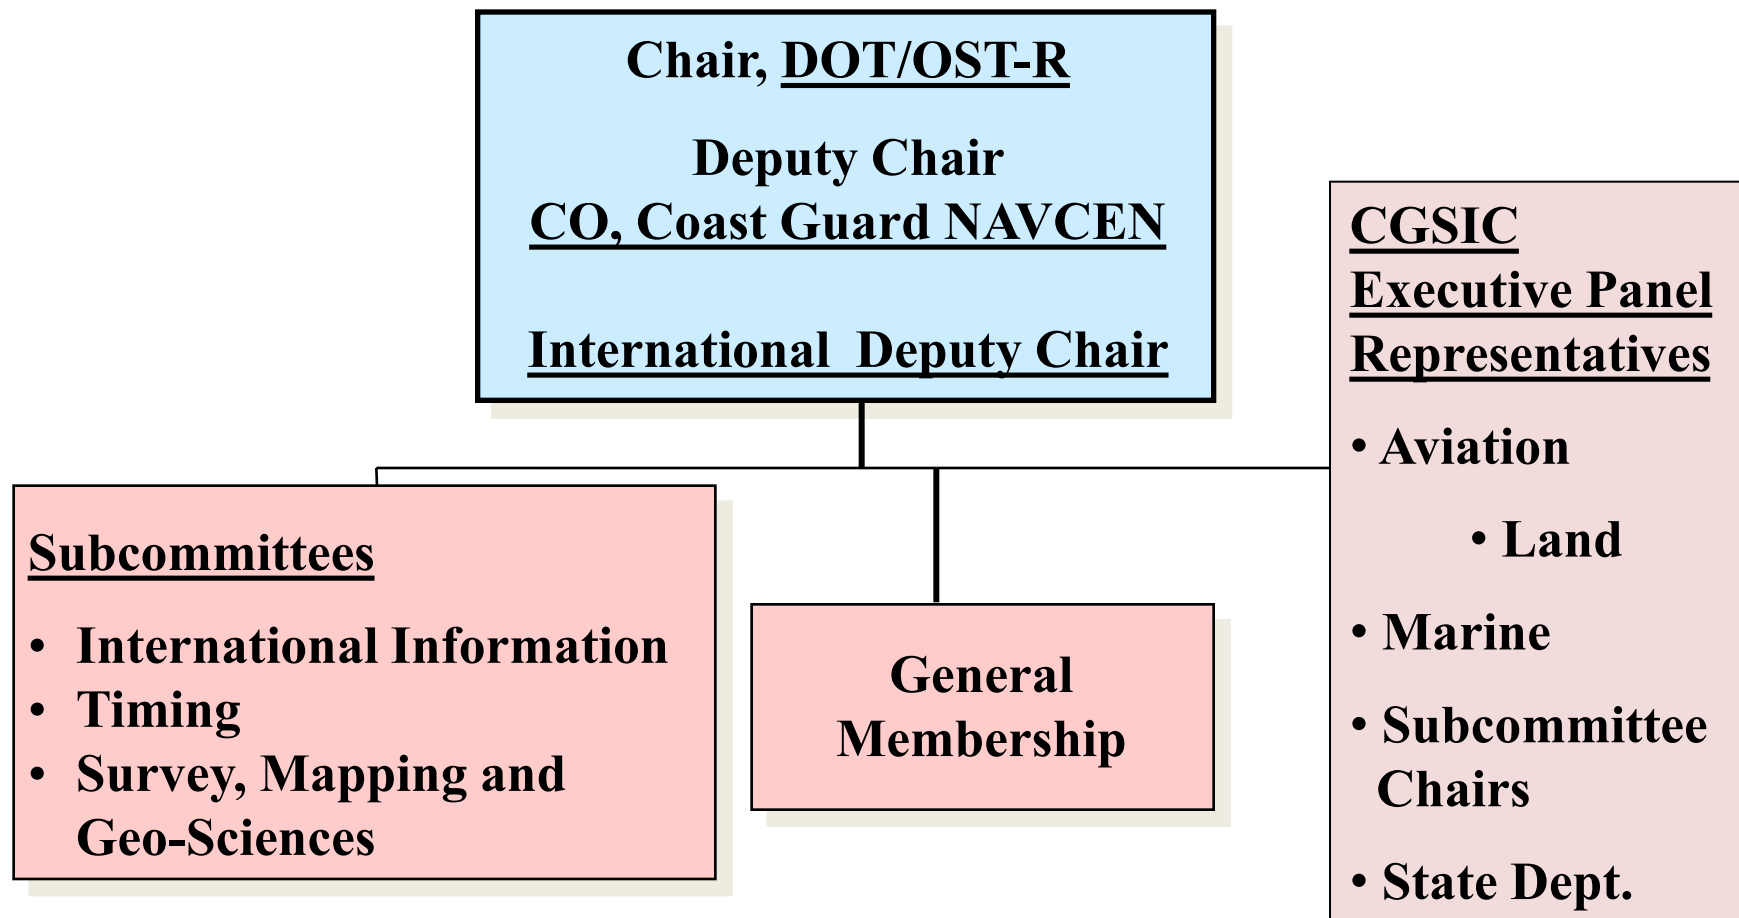 Chair, DOT/OST-R
Deputy Chair
CO, Coast Guard NAVCEN
International  Deputy Chair
Subcommittees
• International Information
• Timing
• Survey, Mapping and
Geo-Sciences
General
Membership
CGSIC
Executive Panel
Representatives
• Aviation
• Land
• Marine
• Subcommittee
Chairs
• State Dept.